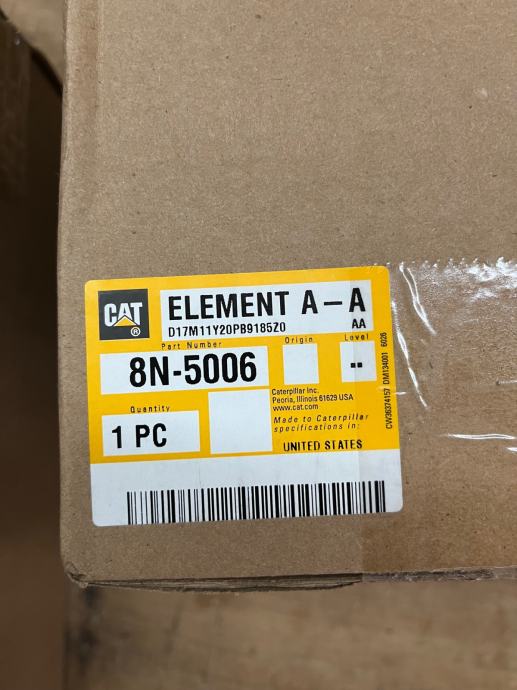 CAT
®
ELEMENT A-A
D17M11Y20PB9185Z0
AA
Part Number
Origin
Level
8N-5006
--
Quantity
1 PC
Caterpillar Inc.
Peoria, Illinois 61629 USA
www.cat.com
Made to Caterpillar
specifications in:
UNITED STATES
CW36374157 DM134001 6026